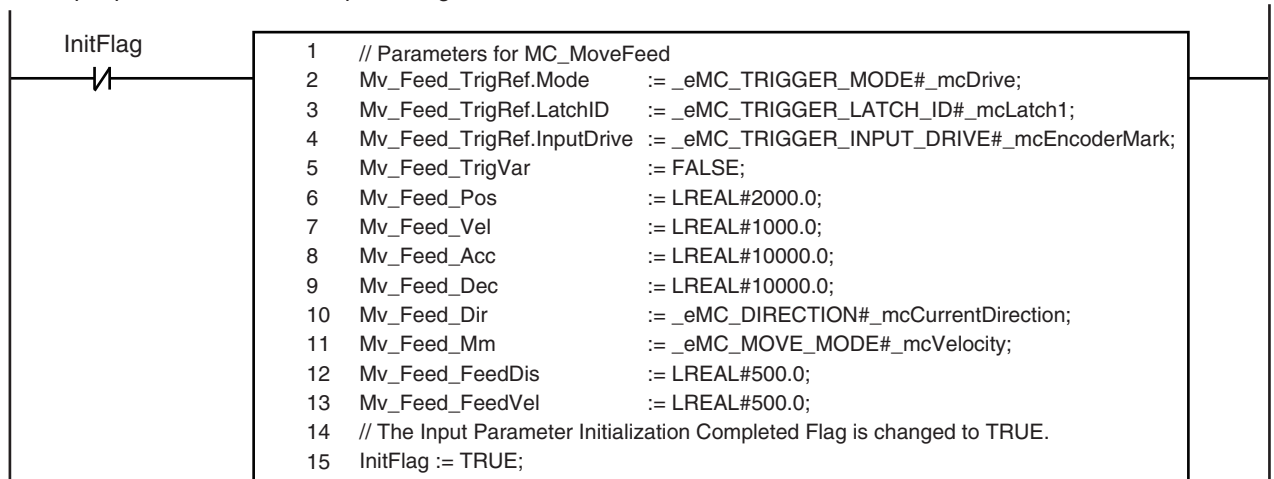 InitFlag
1 // Parameters for MC_MoveFeed
2 Mv_Feed_TrigRef.Mode := _eMC_TRIGGER_MODE#_mcDrive;
3 Mv_Feed_TrigRef.LatchID := _eMC_TRIGGER_LATCH_ID#_mcLatch1;
4 Mv_Feed_TrigRef.InputDrive := _eMC_TRIGGER_INPUT_DRIVE#_mcEncoderMark;
5 Mv_Feed_TrigVar := FALSE;
6 Mv_Feed_Pos := LREAL#2000.0;
7 Mv_Feed_Vel := LREAL#1000.0;
8 Mv_Feed_Acc := LREAL#10000.0;
9 Mv_Feed_Dec := LREAL#10000.0;
10 Mv_Feed_Dir := _eMC_DIRECTION#_mcCurrentDirection;
11 Mv_Feed_Mm := _eMC_MOVE_MODE#_mcVelocity;
12 Mv_Feed_FeedDis := LREAL#500.0;
13 Mv_Feed_FeedVel := LREAL#500.0;
14 // The Input Parameter Initialization Completed Flag is changed to TRUE.
15 InitFlag := TRUE;